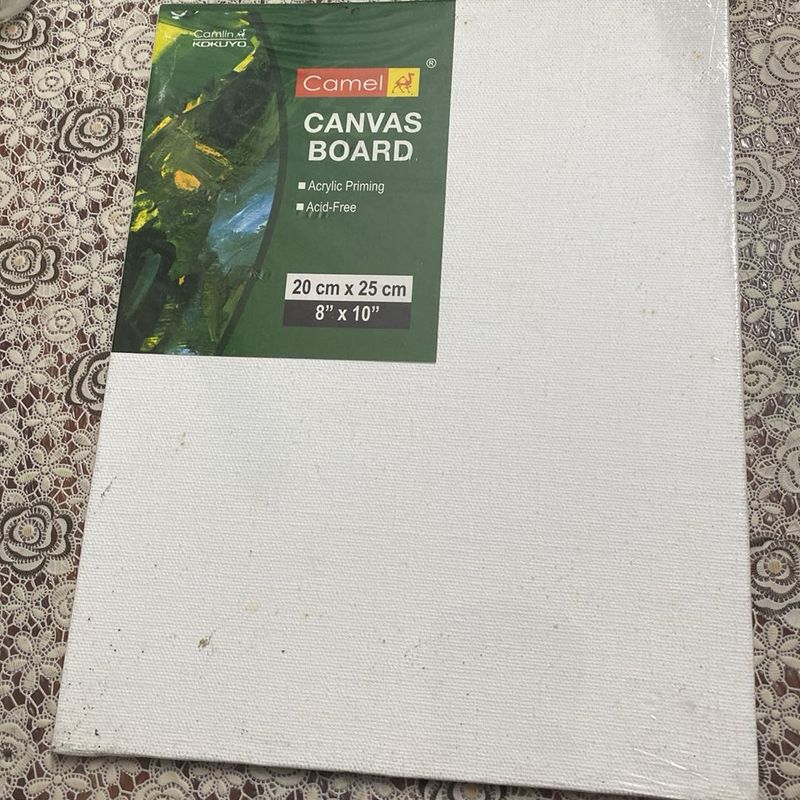 Camlin
KOKUYO
Camel
®
CANVAS
BOARD
Acrylic Priming
Acid-Free
20 cm x 25 cm
8” x 10”